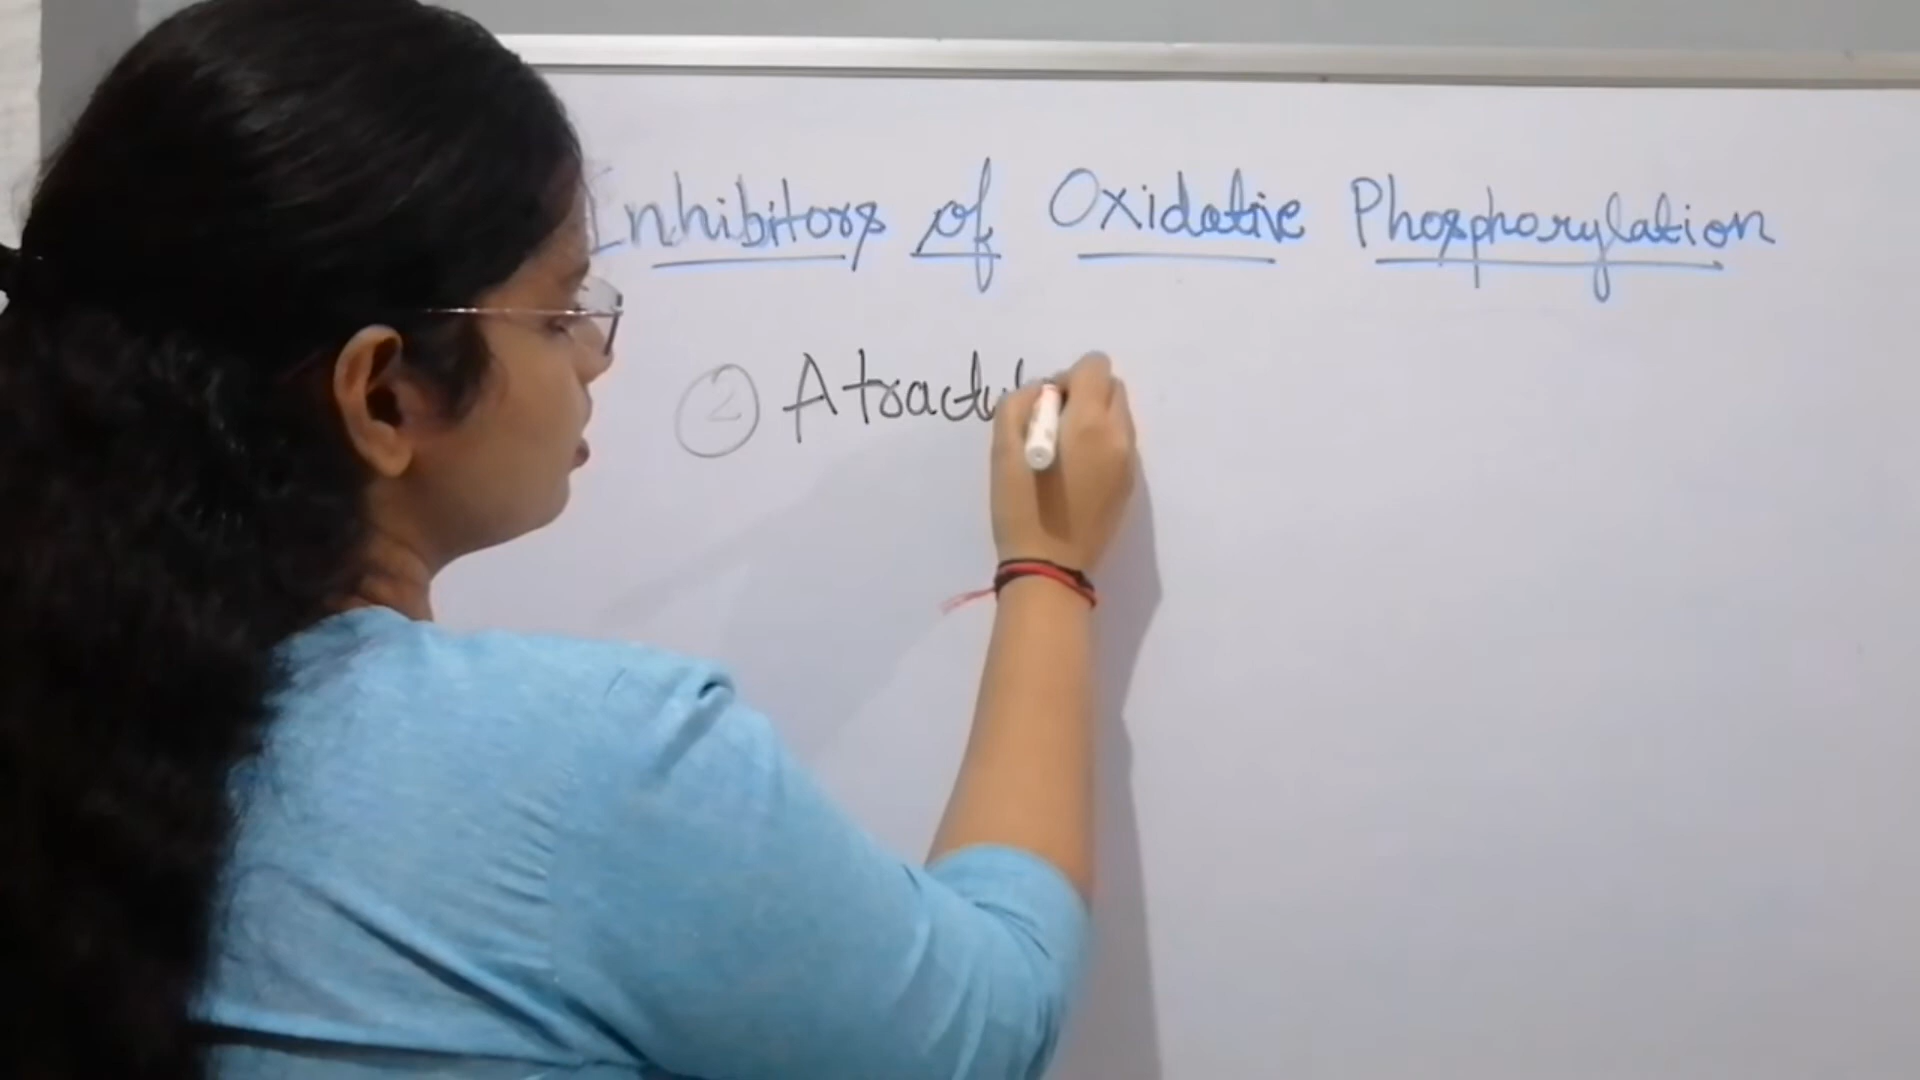 Inhibitors of Oxidative Phosphorylation
② Atractyl